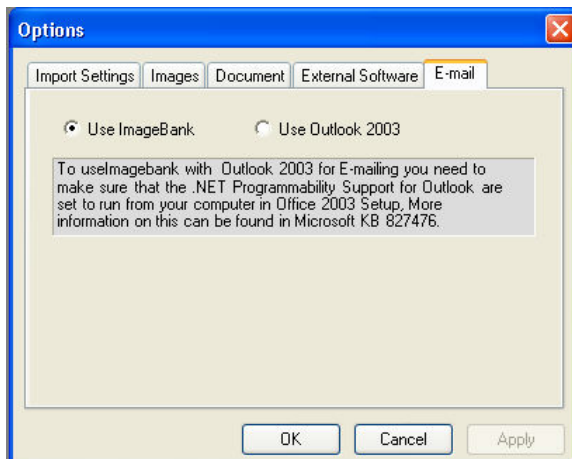 Options
Import Settings Images Document External Software E-mail
Use ImageBank Use Outlook 2003
To useImagebank with Outlook 2003 for E-mailing you need to
make sure that the .NET Programmability Support for Outlook are
set to run from your computer in Office 2003 Setup, More
information on this can be found in Microsoft KB 827476.
OK Cancel Apply